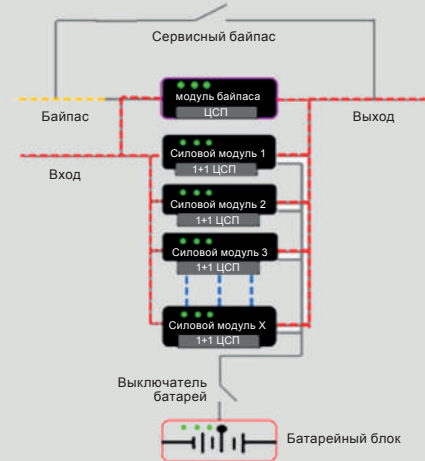 Сервисный байпас
модуль байпаса
ЦСП
Байпас
Выход
Силовой модуль 1
1+1 ЦСП
Вход
Силовой модуль 2
1+1 ЦСП
Силовой модуль 3
1+1 ЦСП
Силовой модуль X
1+1 ЦСП
Выключатель
батарей
Батарейный блок